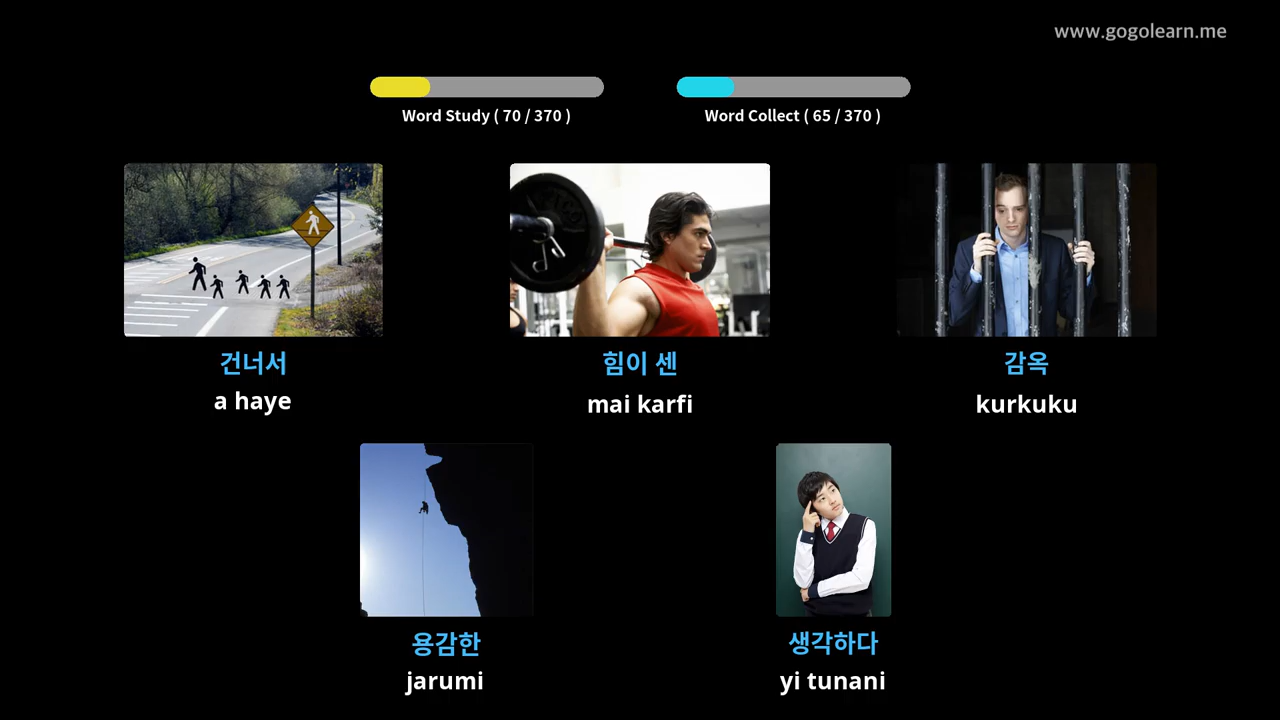 www.gogolearn.me
Word Study ( 70 / 370 )
Word Collect ( 65 / 370 )
건너서
a haye
힘이 센
mai karfi
감옥
kurkuku
용감한
jarumi
생각하다
yi tunani